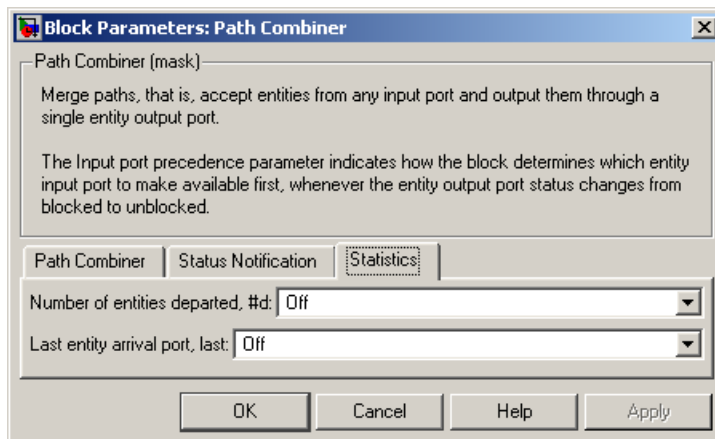 Block Parameters: Path Combiner
Path Combiner (mask)
Merge paths, that is, accept entities from any input port and output them through a
single entity output port.
The Input port precedence parameter indicates how the block determines which entity
input port to make available first, whenever the entity output port status changes from
blocked to unblocked.
Path Combiner Status Notification Statistics
Number of entities departed, #d: Off
Last entity arrival port, last: Off
OK Cancel Help Apply